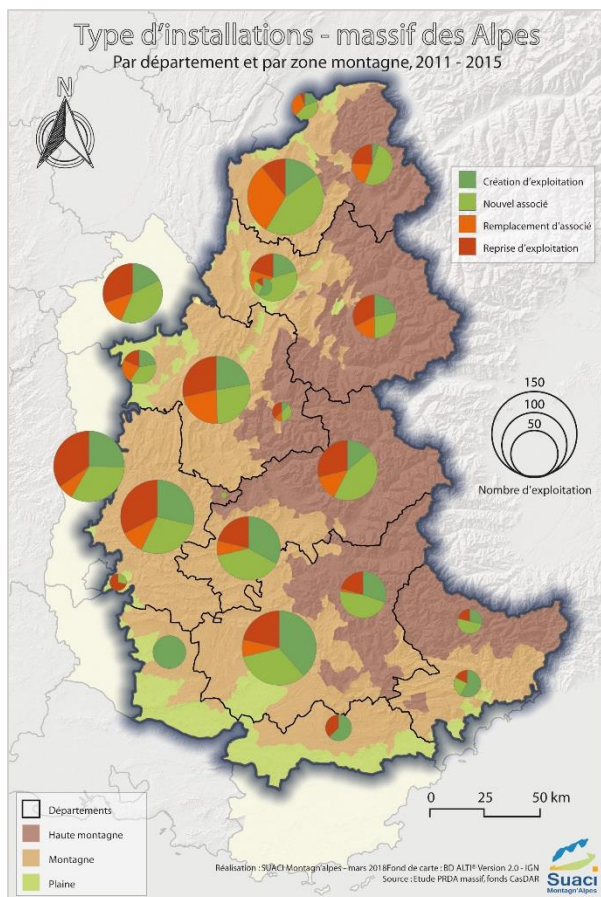 Type d'installations - massif des Alpes
Par département et par zone montagne, 2011 - 2015
N
Création d'exploitation
Nouvel associé
Remplacement d'associé
Reprise d'exploitation
150
100
50
Nombre d'exploitation
0 25 50 km
Départements
Haute montagne
Montagne
Plaine
Réalisation : SUACI Montagn'alpes - mars 2018Fond de carte : BD ALTI® Version 2.0 - IGN
Source : Etude PRDA massif, fonds CasDAR
Suaci
Montagn'Alpes